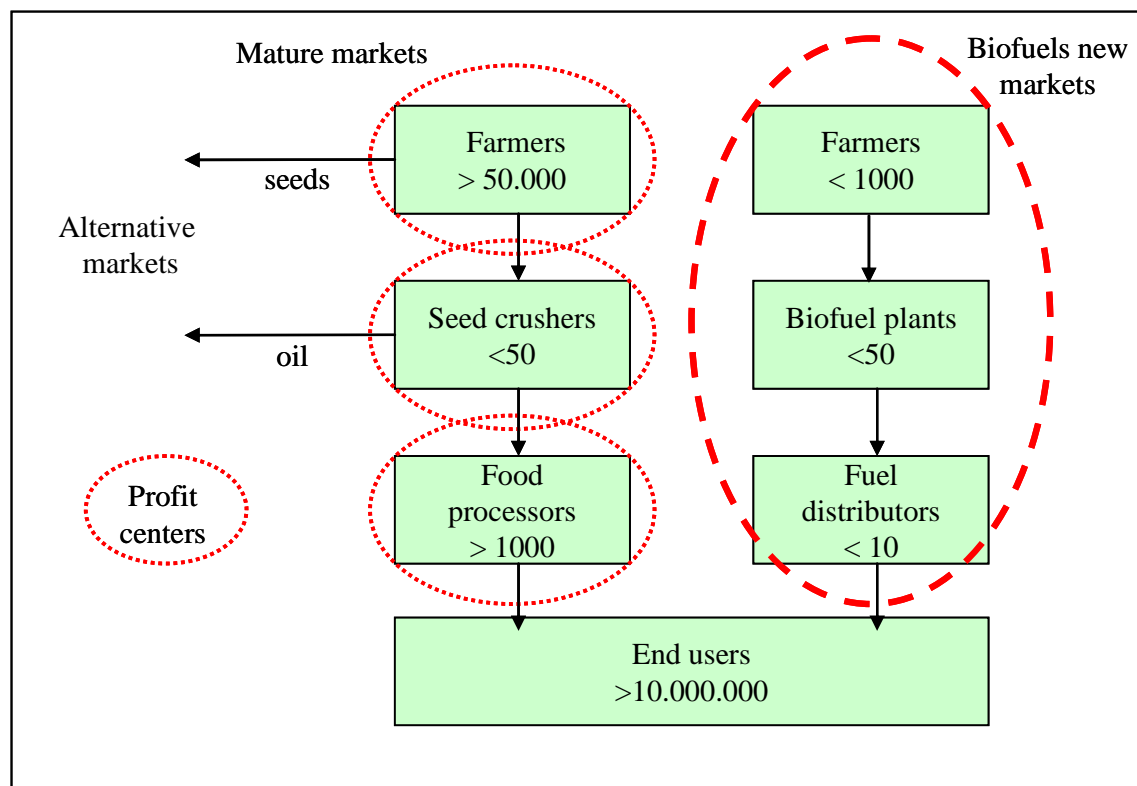 Mature markets
Biofuels new
markets
Farmers
> 50.000
Farmers
< 1000
seeds
Alternative
markets
Seed crushers
<50
Biofuel plants
<50
oil
Profit
centers
Food
processors
> 1000
Fuel
distributors
< 10
End users
>10.000.000